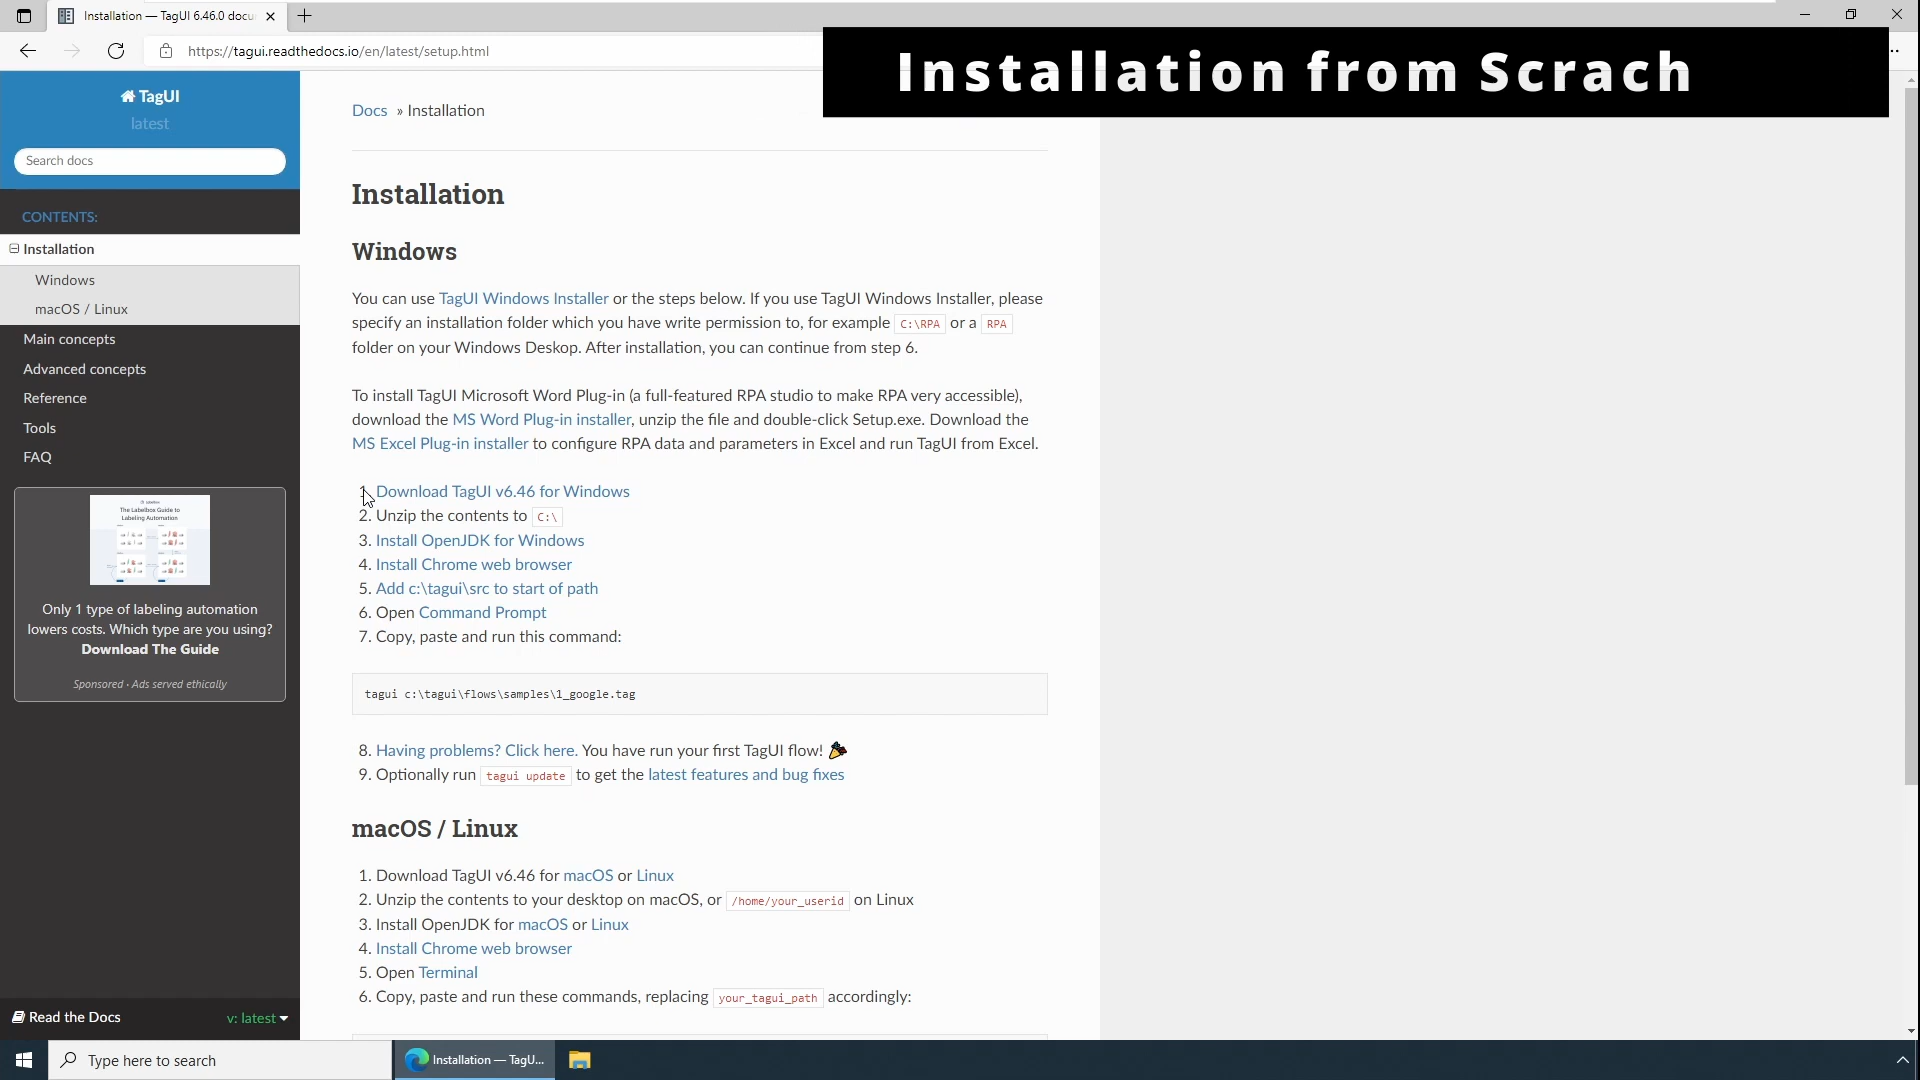 Installation — TagUI 6.46.0 docu
https://tagui.readthedocs.io/en/latest/setup.html
Installation from Scrach
TagUI
latest
Search docs
CONTENTS:
Installation
Windows
macOS / Linux
Main concepts
Advanced concepts
Reference
Tools
FAQ
The Labelbox Guide to
Labeling Automation
Only 1 type of labeling automation
lowers costs. Which type are you using?
Download The Guide
Sponsored · Ads served ethically
Read the Docs
v: latest
Docs » Installation
Installation
Windows
You can use TagUI Windows Installer or the steps below. If you use TagUI Windows Installer, please
specify an installation folder which you have write permission to, for example C:\RPA or a RPA
folder on your Windows Deskop. After installation, you can continue from step 6.
To install TagUI Microsoft Word Plug-in (a full-featured RPA studio to make RPA very accessible),
download the MS Word Plug-in installer, unzip the file and double-click Setup.exe. Download the
MS Excel Plug-in installer to configure RPA data and parameters in Excel and run TagUI from Excel.
1. Download TagUI v6.46 for Windows
2. Unzip the contents to C:\
3. Install OpenJDK for Windows
4. Install Chrome web browser
5. Add c:\tagui\src to start of path
6. Open Command Prompt
7. Copy, paste and run this command:
tagui c:\tagui\flows\samples\1_google.tag
8. Having problems? Click here. You have run your first TagUI flow! 🎉
9. Optionally run tagui update to get the latest features and bug fixes
macOS / Linux
1. Download TagUI v6.46 for macOS or Linux
2. Unzip the contents to your desktop on macOS, or /home/your_userid on Linux
3. Install OpenJDK for macOS or Linux
4. Install Chrome web browser
5. Open Terminal
6. Copy, paste and run these commands, replacing your_tagui_path accordingly:
Type here to search
Installation — TagU...